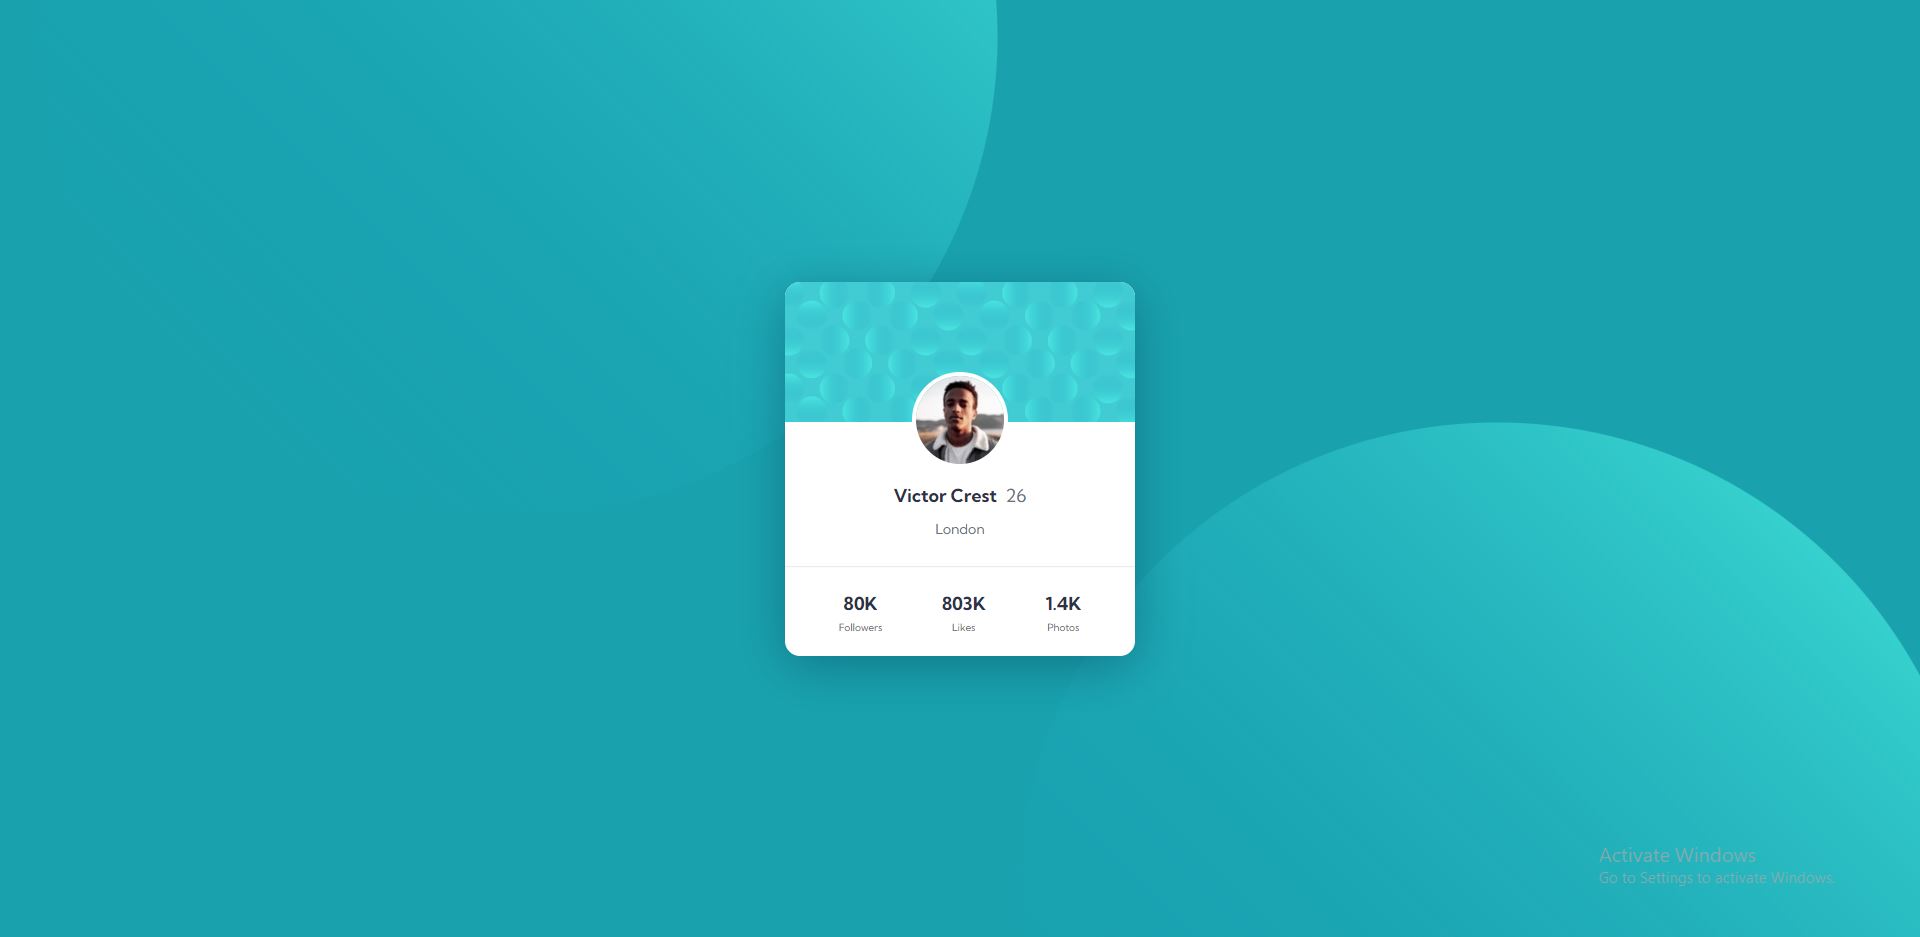 Victor Crest 26
London
80K 803K 1.4K
Followers Likes Photos
Activate Windows
Go to Settings to activate Windows.